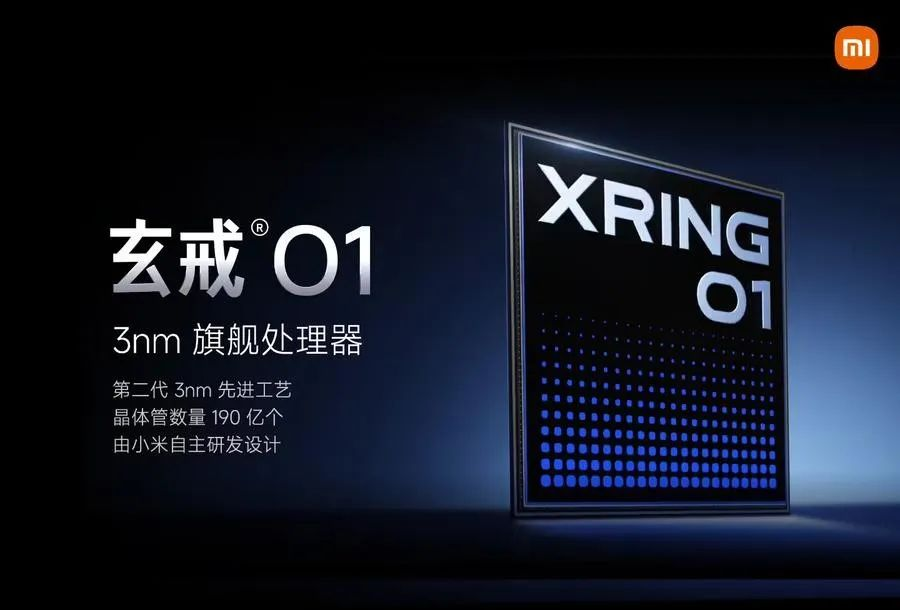 mi
XRING
01
玄戒® O1
3nm 旗舰处理器
第二代 3nm 先进工艺
晶体管数量 190 亿个
由小米自主研发设计